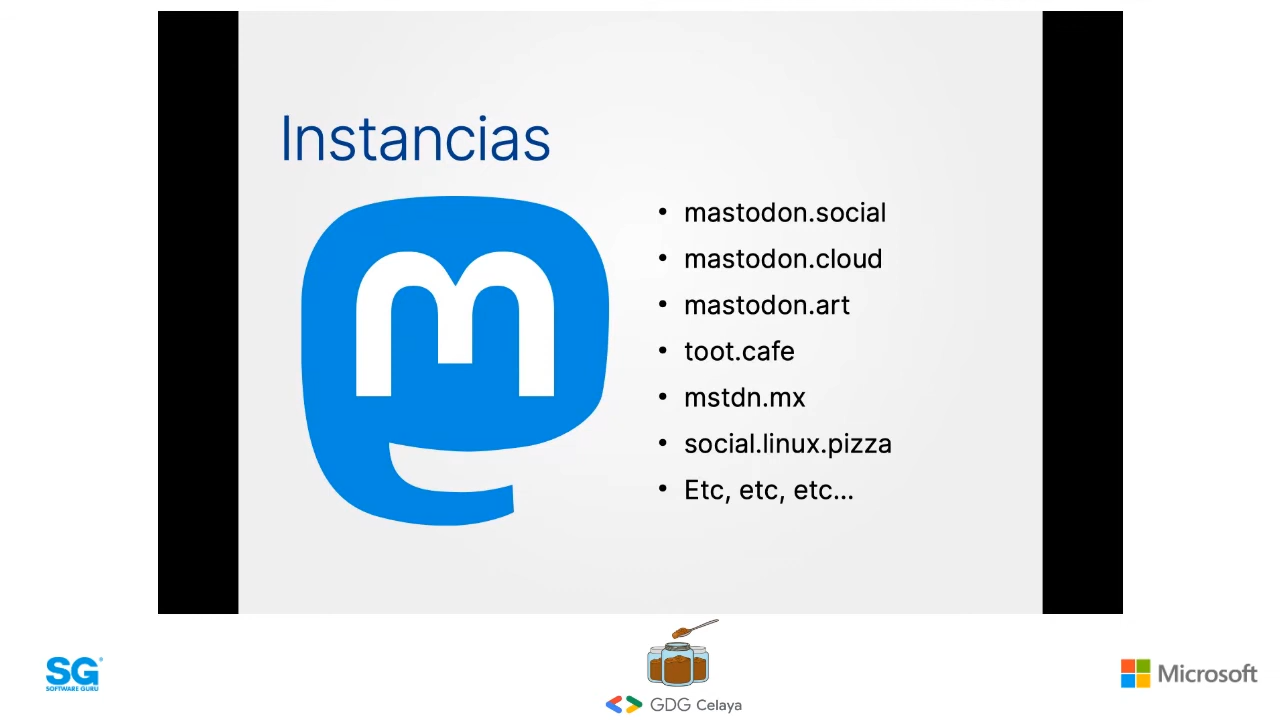 Instancias
m
• mastodon.social
• mastodon.cloud
• mastodon.art
• toot.cafe
• mstdn.mx
• social.linux.pizza
• Etc, etc, etc...
SG®
SOFTWARE GURU
GDG Celaya
Microsoft